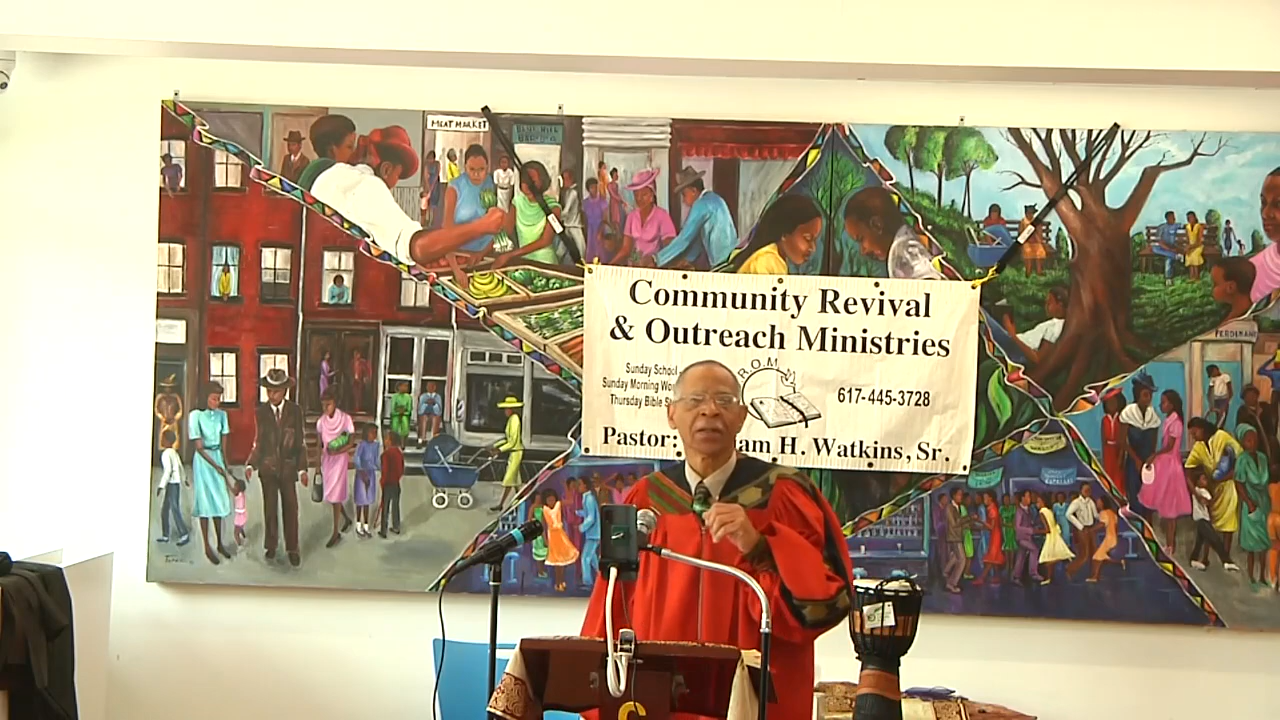 MEAT MARKET
Community Revival
& Outreach Ministries
Sunday School
Sunday Morning
Thursday Bible
R.O.M.
617-445-3728
Pastor: am H. Watkins, Sr.